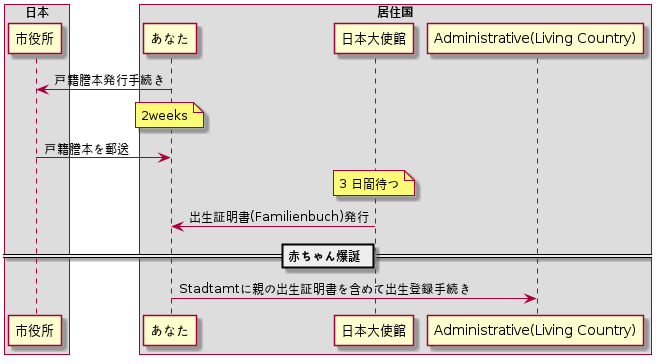 日本
居住国
市役所
あなた
日本大使館
Administrative(Living Country)
戸籍謄本発行手続き
2weeks
戸籍謄本を郵送
3 日間待つ
出生証明書(Familienbuch)発行
赤ちゃん爆誕
Stadtamtに親の出生証明書を含めて出生登録手続き
市役所
あなた
日本大使館
Administrative(Living Country)